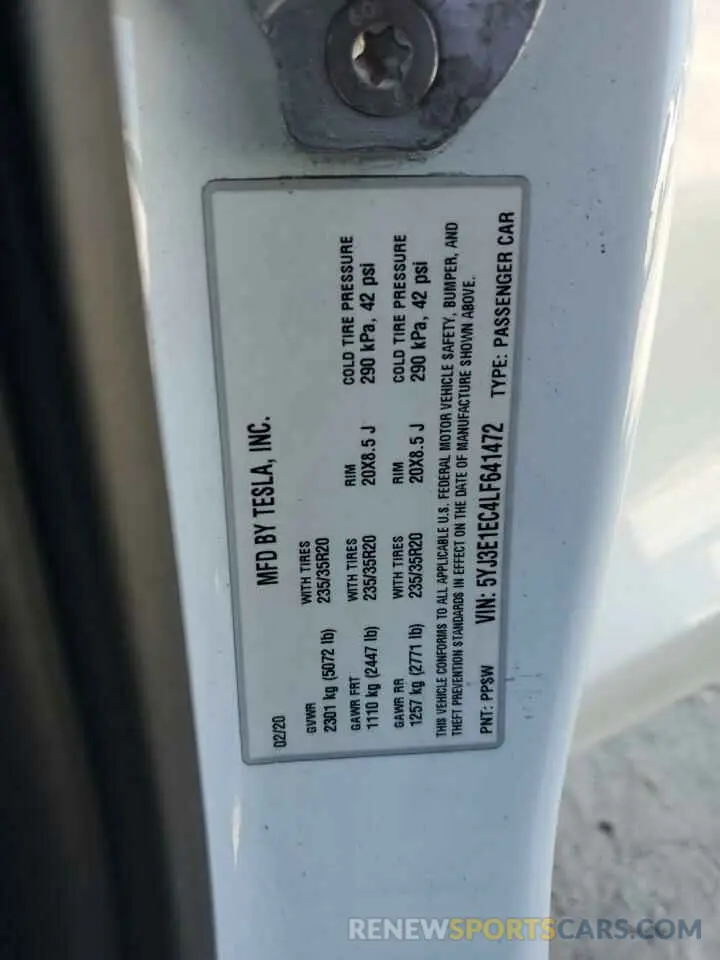 02/20 MFD BY TESLA, INC.
GVWR WITH TIRES
2301 kg (5072 lb) 235/35R20
GAWR FRT WITH TIRES RIM COLD TIRE PRESSURE
1110 kg (2447 lb) 235/35R20 20X8.5 J 290 kPa, 42 psi
GAWR RR WITH TIRES RIM COLD TIRE PRESSURE
1257 kg (2771 lb) 235/35R20 20X8.5 J 290 kPa, 42 psi
THIS VEHICLE CONFORMS TO ALL APPLICABLE U.S. FEDERAL MOTOR VEHICLE SAFETY, BUMPER, AND
THEFT PREVENTION STANDARDS IN EFFECT ON THE DATE OF MANUFACTURE SHOWN ABOVE.
PNT: PPSW VIN: 5YJ3E1EC4LF641472 TYPE: PASSENGER CAR
RENEWSPORTSCARS.COM